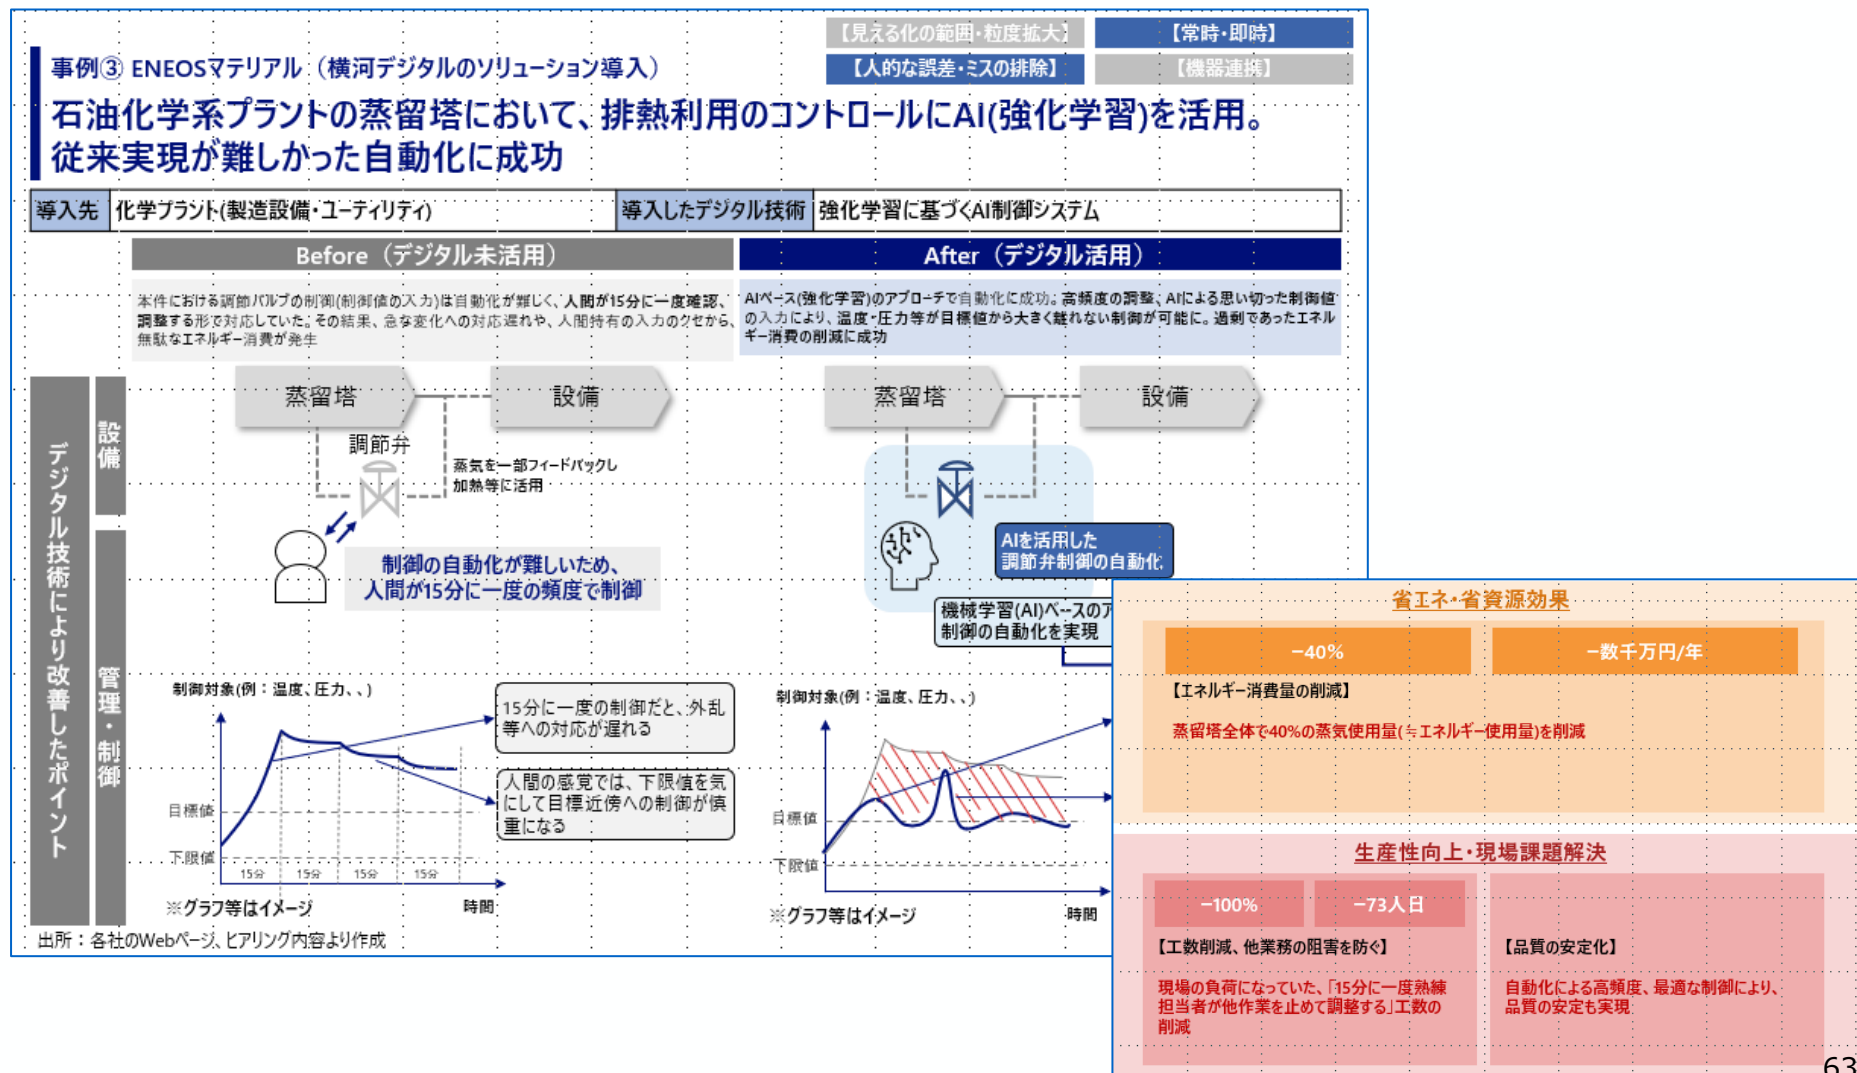 【見える化の範囲・粒度拡大】
【常時・即時】
【人的な誤差・ミスの排除】
【機器連携】
事例③ ENEOSマテリアル（横河デジタルのソリューション導入）
石油化学系プラントの蒸留塔において、排熱利用のコントロールにAI(強化学習)を活用。
従来実現が難しかった自動化に成功
導入先
化学プラント(製造設備・ユーティリティ)
導入したデジタル技術
強化学習に基づくAI制御システム
Before（デジタル未活用）
After（デジタル活用）
本件における調節バルブの制御(制御値の入力)は自動化が難しく、人間が15分に一度確認、
調整する形で対応していた。その結果、急な変化への対応遅れや、人間特有の入力のクセから、
無駄なエネルギー消費が発生
AIベース(強化学習)のアプローチで自動化に成功。高頻度の調整、AIによる思い切った制御値
の入力により、温度・圧力等が目標値から大きく離れない制御が可能に。過剰であったエネル
ギー消費の削減に成功
デジタル技術により改善したポイント
設備
管理・制御
蒸留塔
設備
調節弁
蒸気を一部フィードバックし
加熱等に活用
制御の自動化が難しいため、
人間が15分に一度の頻度で制御
制御対象(例：温度、圧力、、)
15分に一度の制御だと、外乱
等への対応が遅れる
人間の感覚では、下限値を気
にして目標近傍への制御が慎
重になる
目標値
下限値
15分
15分
15分
15分
時間
※グラフ等はイメージ
蒸留塔
設備
AIを活用した
調節弁制御の自動化
機械学習(AI)ベースのア
制御の自動化を実現
制御対象(例：温度、圧力、、)
目標値
下限値
時間
※グラフ等はイメージ
出所：各社のWebページ、ヒアリング内容より作成
省エネ・省資源効果
−40%
−数千万円/年
【エネルギー消費量の削減】
蒸留塔全体で40%の蒸気使用量(≒エネルギー使用量)を削減
生産性向上・現場課題解決
−100%
−73人日
【工数削減、他業務の阻害を防ぐ】
現場の負荷になっていた、「15分に一度熟練
担当者が他作業を止めて調整する」工数の
削減
【品質の安定化】
自動化による高頻度、最適な制御により、
品質の安定も実現
63